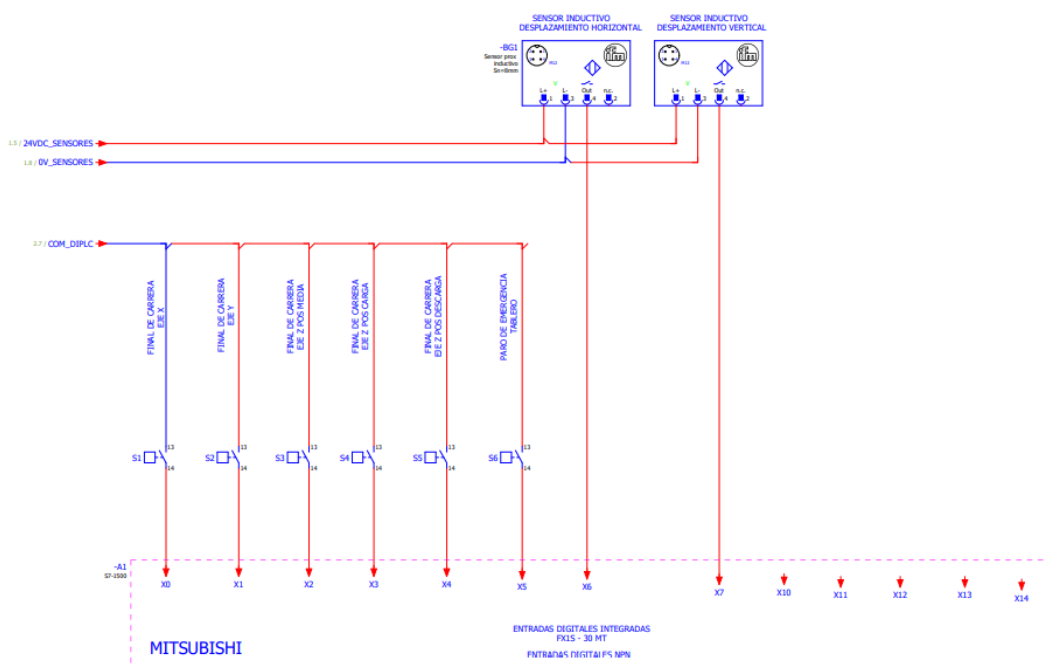 SENSOR INDUCTIVO
DESPLAZAMIENTO HORIZONTAL
SENSOR INDUCTIVO
DESPLAZAMIENTO VERTICAL
-BG1
Sensor prox
inductivo
Sn=8mm
M12
ifm
L+
L-
Out
n.c.
1
3
4
2
M12
ifm
L+
L-
Out
n.c.
1
3
4
2
1.5 / 24VDC_SENSORES
1.8 / 0V_SENSORES
2.7 / COM_DIPLC
FINAL DE CARRERA
EJE X
FINAL DE CARRERA
EJE Y
FINAL DE CARRERA
EJE Z POS MEDIA
FINAL DE CARRERA
EJE Z POS CARGA
FINAL DE CARRERA
EJE Z POS DESCARGA
PARO DE EMERGENCIA
TABLERO
S1
13
14
S2
13
14
S3
13
14
S4
13
14
S5
13
14
S6
13
14
-A1
S7-1500
X0
X1
X2
X3
X4
X5
X6
X7
X10
X11
X12
X13
X14
MITSUBISHI
ENTRADAS DIGITALES INTEGRADAS
FX1S - 30 MT
ENTRADAS DIGITALES NPN